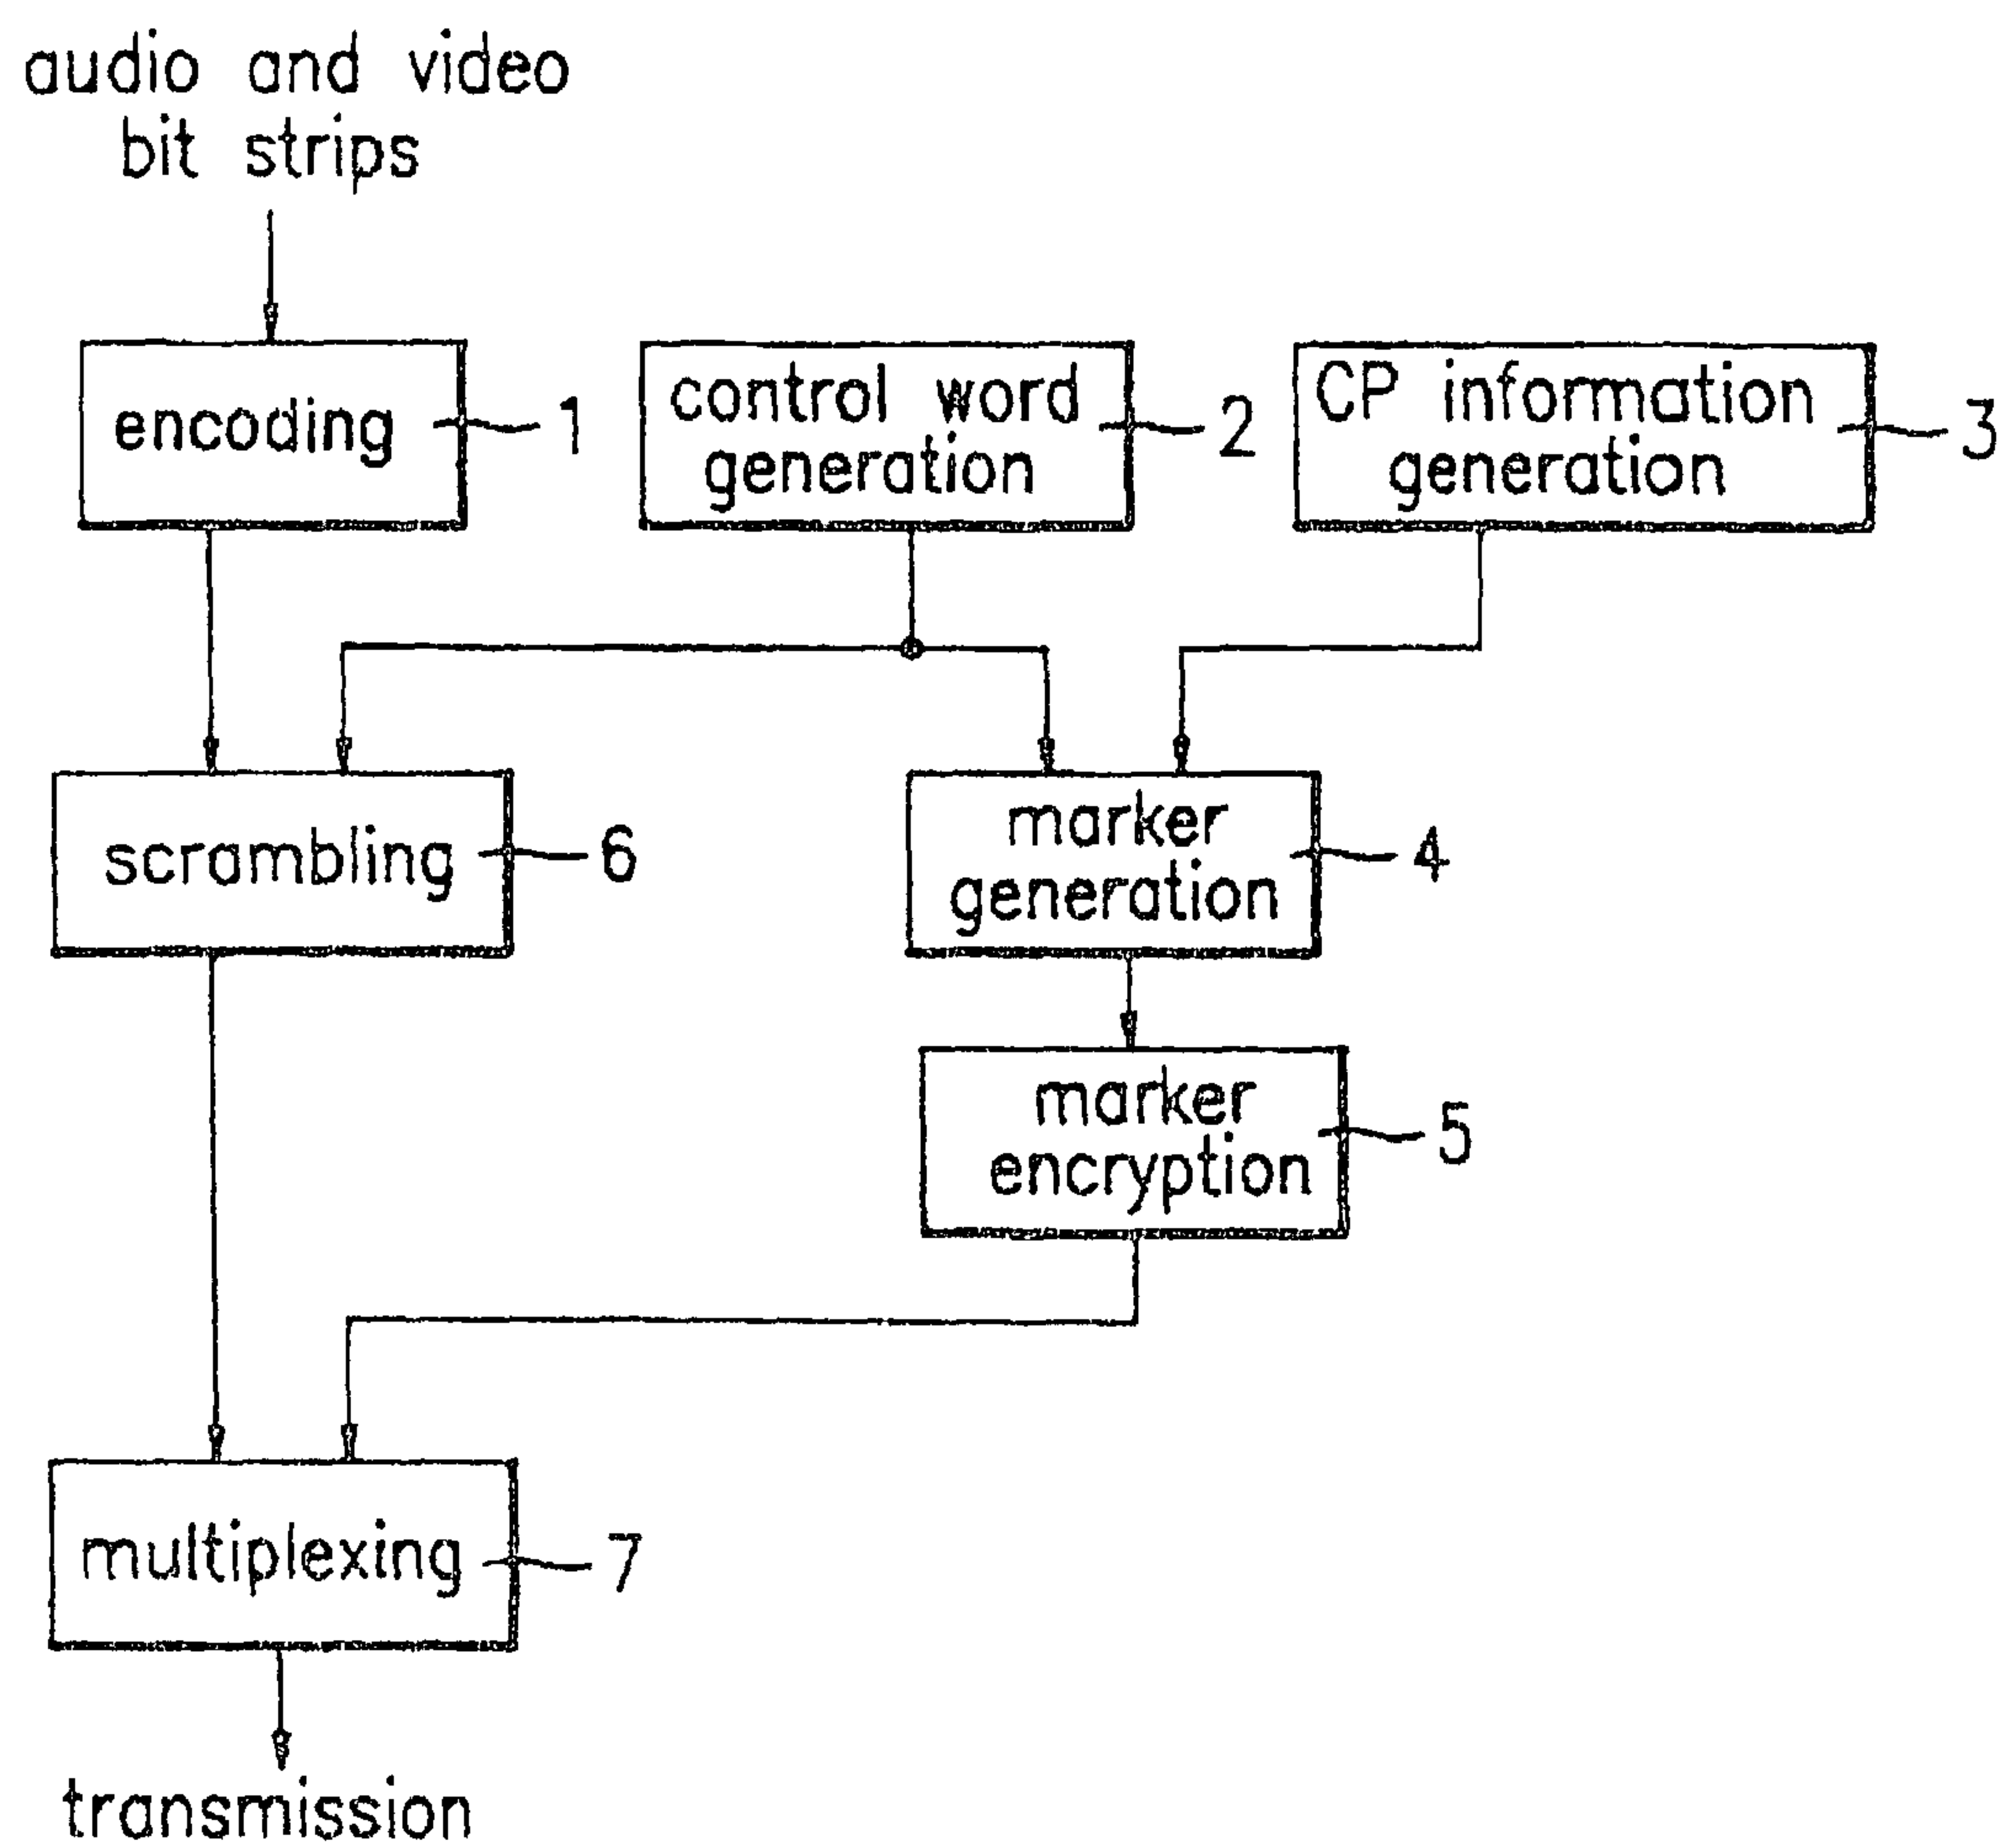 audio and video
bit strips
encoding
1
control word
generation
2
CP information
generation
3
scrambling
6
marker
generation
4
marker
encryption
5
multiplexing
7
transmission